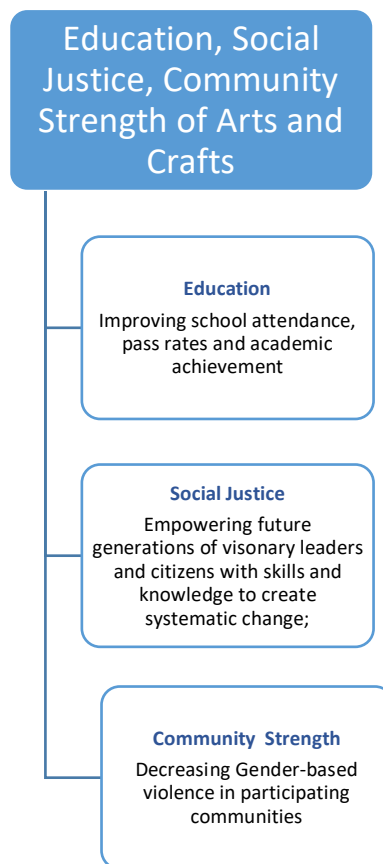 Education, Social
Justice, Community
Strength of Arts and
Crafts
Education
Improving school attendance,
pass rates and academic
achievement
Social Justice
Empowering future
generations of visonary leaders
and citizens with skills and
knowledge to create
systematic change;
Community  Strength
Decreasing Gender-based
violence in participating
communities